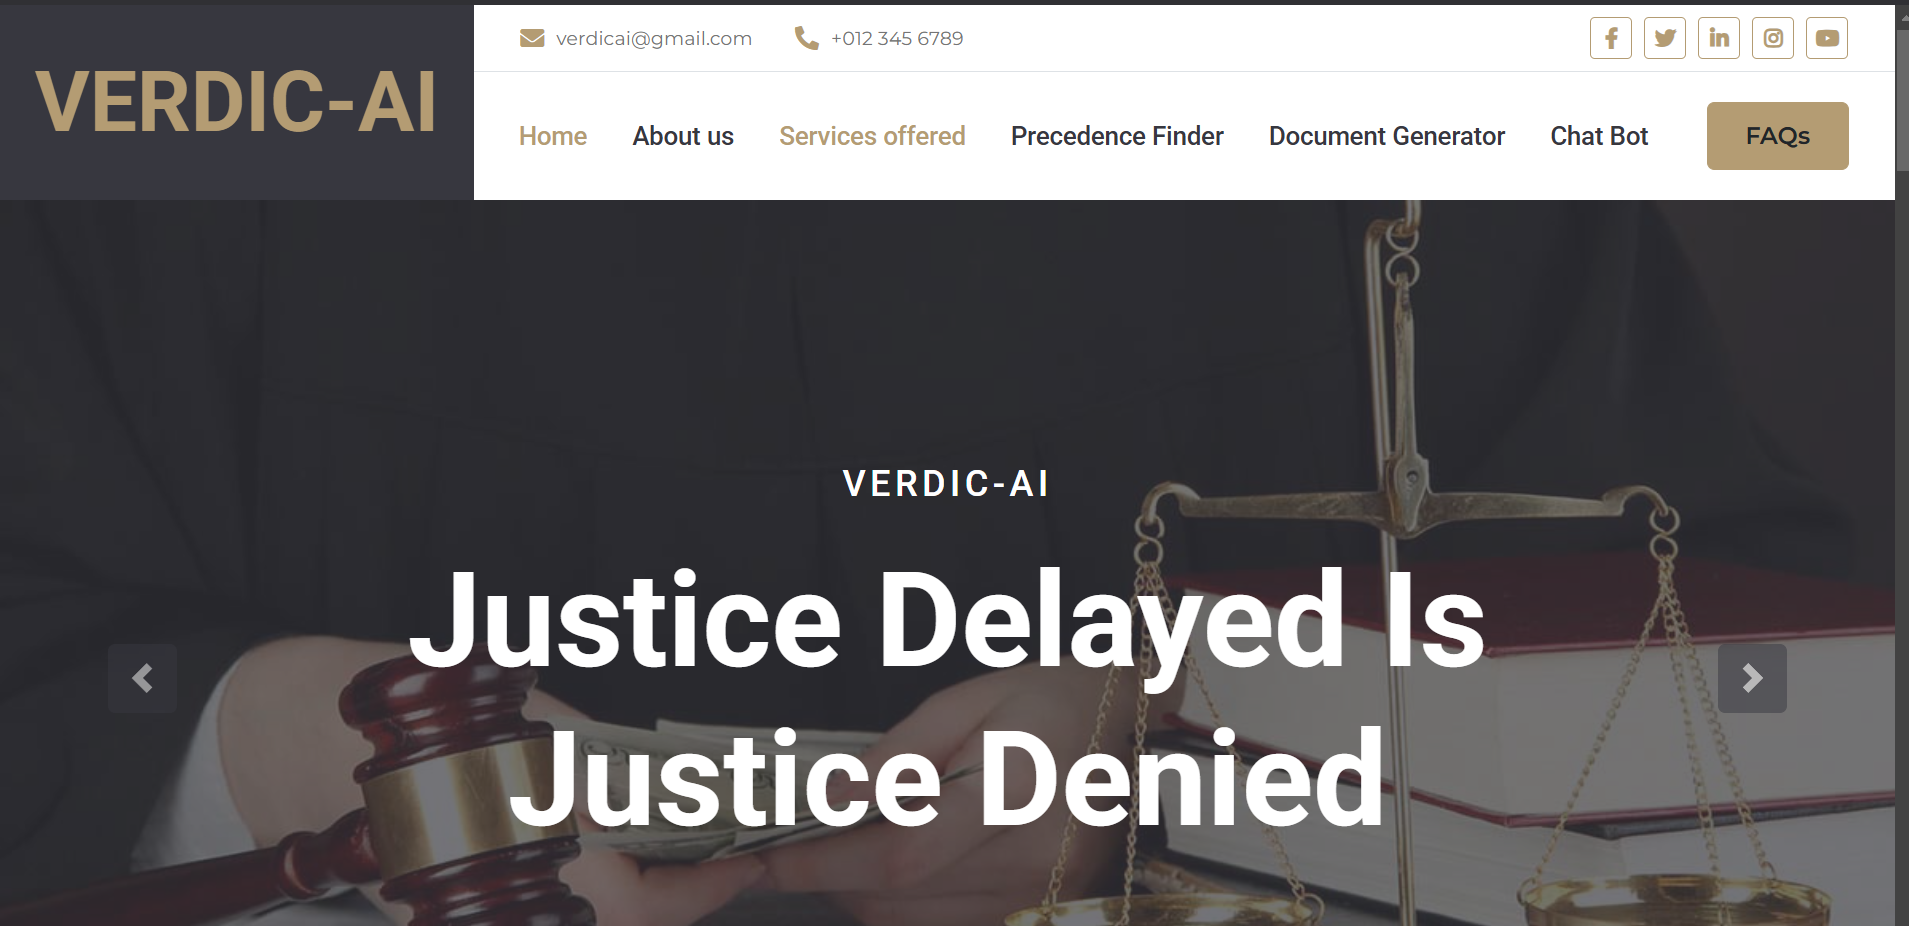 VERDIC-AI
verdicai@gmail.com
+012 345 6789
Home
About us
Services offered
Precedence Finder
Document Generator
Chat Bot
FAQs
VERDIC-AI
Justice Delayed Is
Justice Denied